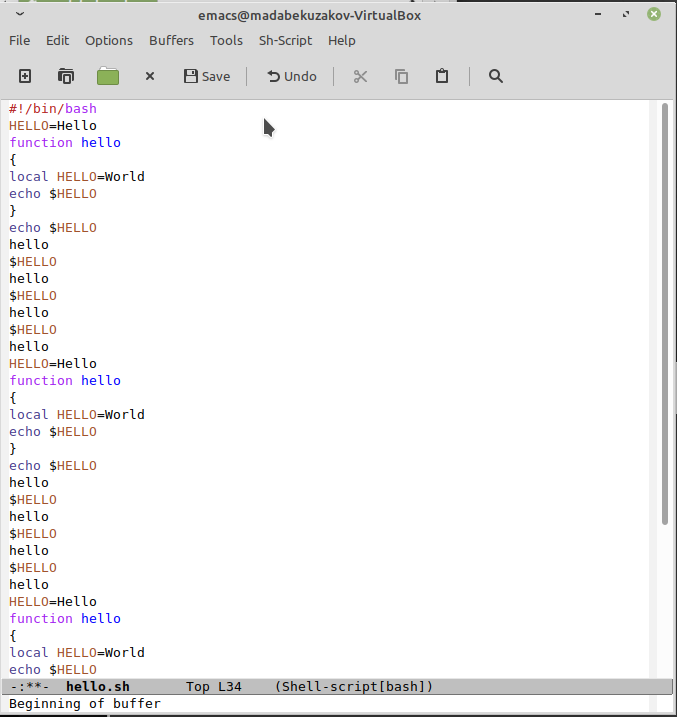 emacs@madabekuzakov-VirtualBox
File Edit Options Buffers Tools Sh-Script Help
Save Undo
#!/bin/bash
HELLO=Hello
function hello
{
local HELLO=World
echo $HELLO
}
echo $HELLO
hello
$HELLO
hello
$HELLO
hello
$HELLO
hello
HELLO=Hello
function hello
{
local HELLO=World
echo $HELLO
}
echo $HELLO
hello
$HELLO
hello
$HELLO
hello
$HELLO
hello
HELLO=Hello
function hello
{
local HELLO=World
echo $HELLO
-:**- hello.sh Top L34 (Shell-script[bash])
Beginning of buffer